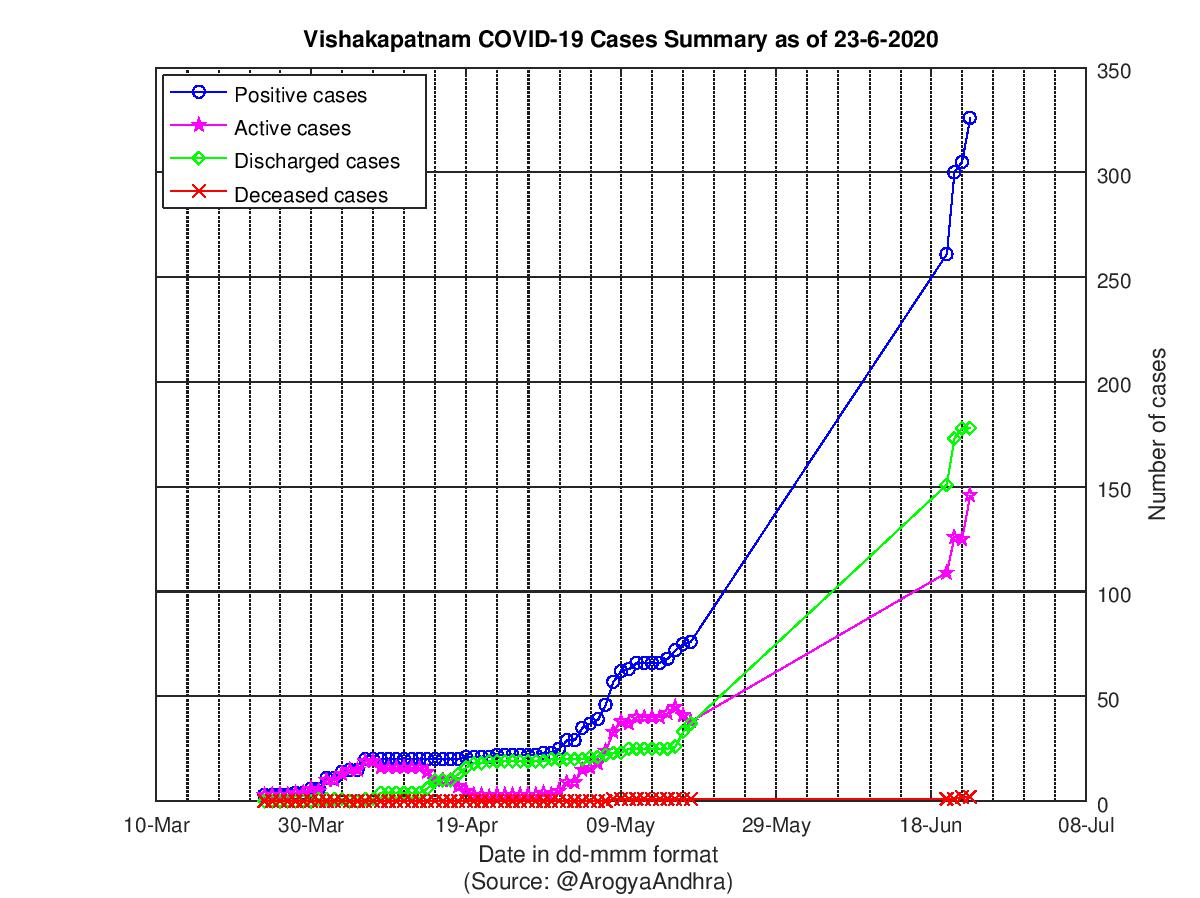 Vishakapatnam COVID-19 Cases Summary as of 23-6-2020
Positive cases
Active cases
Discharged cases
Deceased cases
350
300
250
200
150
100
50
0
Number of cases
10-Mar 30-Mar 19-Apr 09-May 29-May 18-Jun 08-Jul
Date in dd-mmm format
(Source: @ArogyaAndhra)